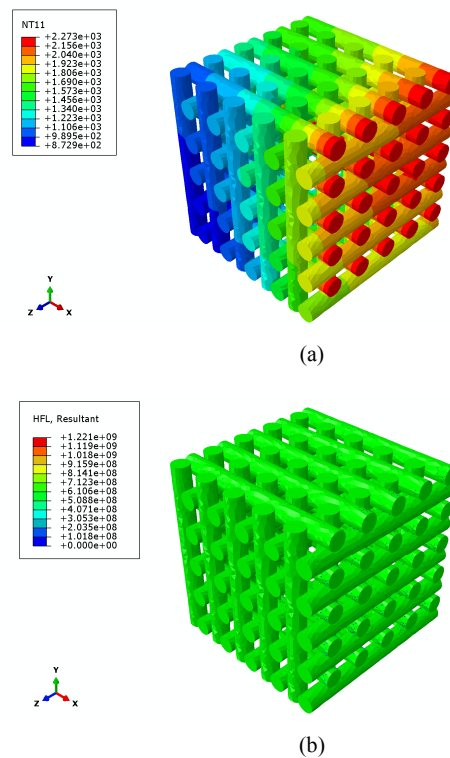 NT11
+2.273e+03
+2.156e+03
+2.040e+03
+1.923e+03
+1.806e+03
+1.690e+03
+1.573e+03
+1.456e+03
+1.340e+03
+1.223e+03
+1.106e+03
+9.895e+02
+8.729e+02
Y
Z
X
(a)
HFL, Resultant
+1.221e+09
+1.119e+09
+1.018e+09
+9.159e+08
+8.141e+08
+7.123e+08
+6.106e+08
+5.088e+08
+4.071e+08
+3.053e+08
+2.035e+08
+1.018e+08
+0.000e+00
Y
Z
X
(b)